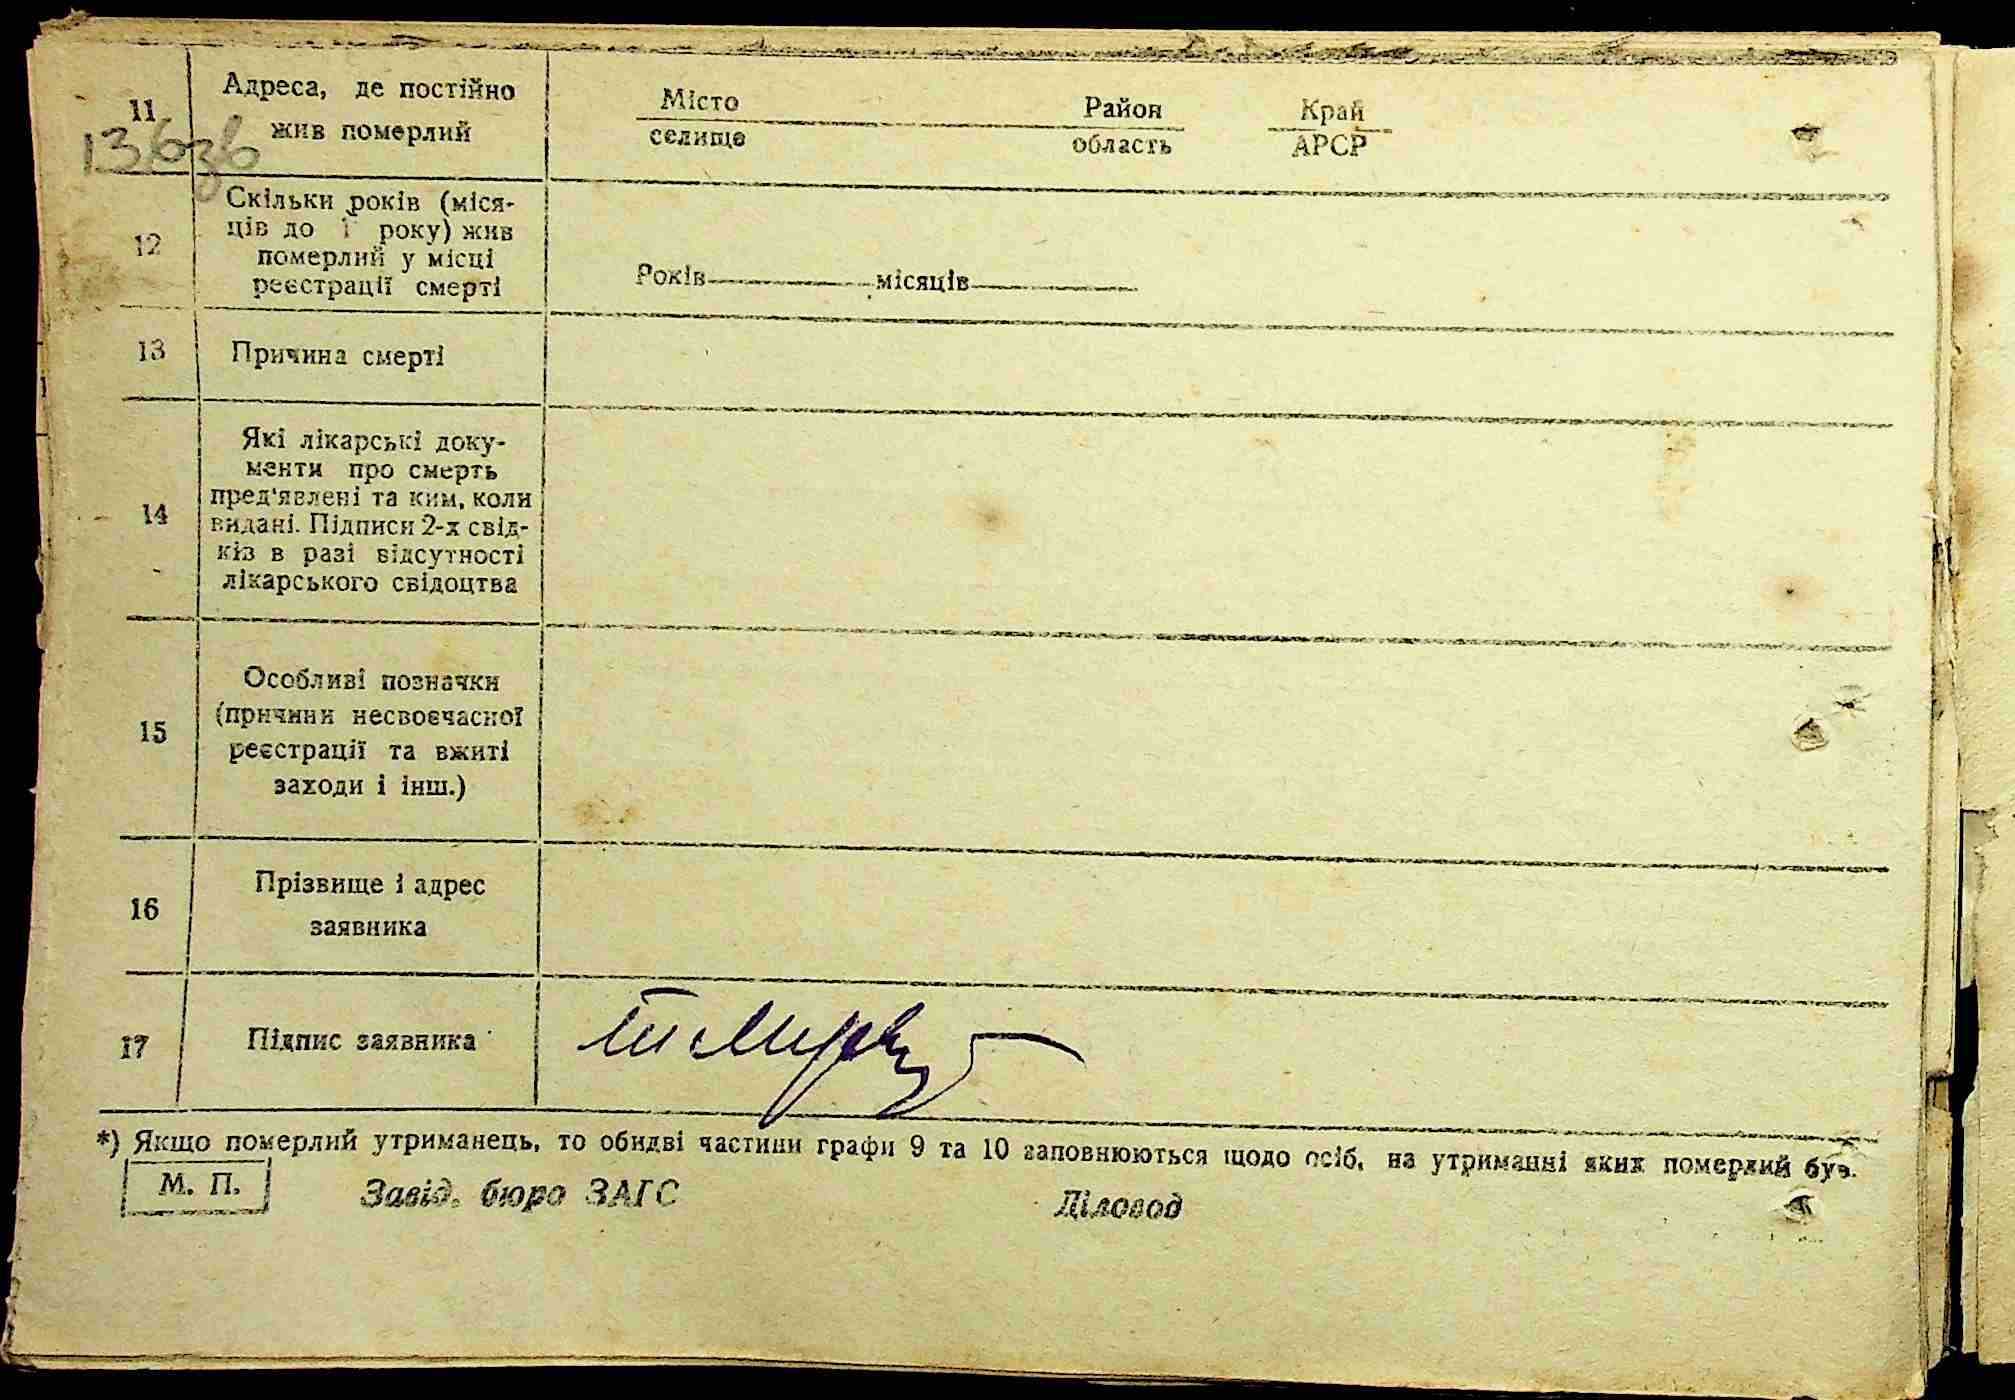 11
Адреса, де постійно
жив померлий
Місто
селище
Район
область
Край
АРСР
136зв
12
Скільки років (міся-
ців до 1 року) жив
померлий у місці
реєстрації смерті
Років місяців
13
Причина смерті
14
Які лікарські доку-
менти про смерть
пред'явлені та ким, коли
видані. Підписи 2-х свід-
ків в разі відсутності
лікарського свідоцтва
15
Особливі позначки
(причини несвоєчасної
реєстрації та вжиті
заходи і інш.)
16
Прізвище і адрес
заявника
17
Підпис заявника
*) Якщо померлий утриманець, то обидві частини графи 9 та 10 заповнюються щодо осіб, на утриманні яких померлий був.
М. П.
Завід. бюро ЗАГС
Діловод